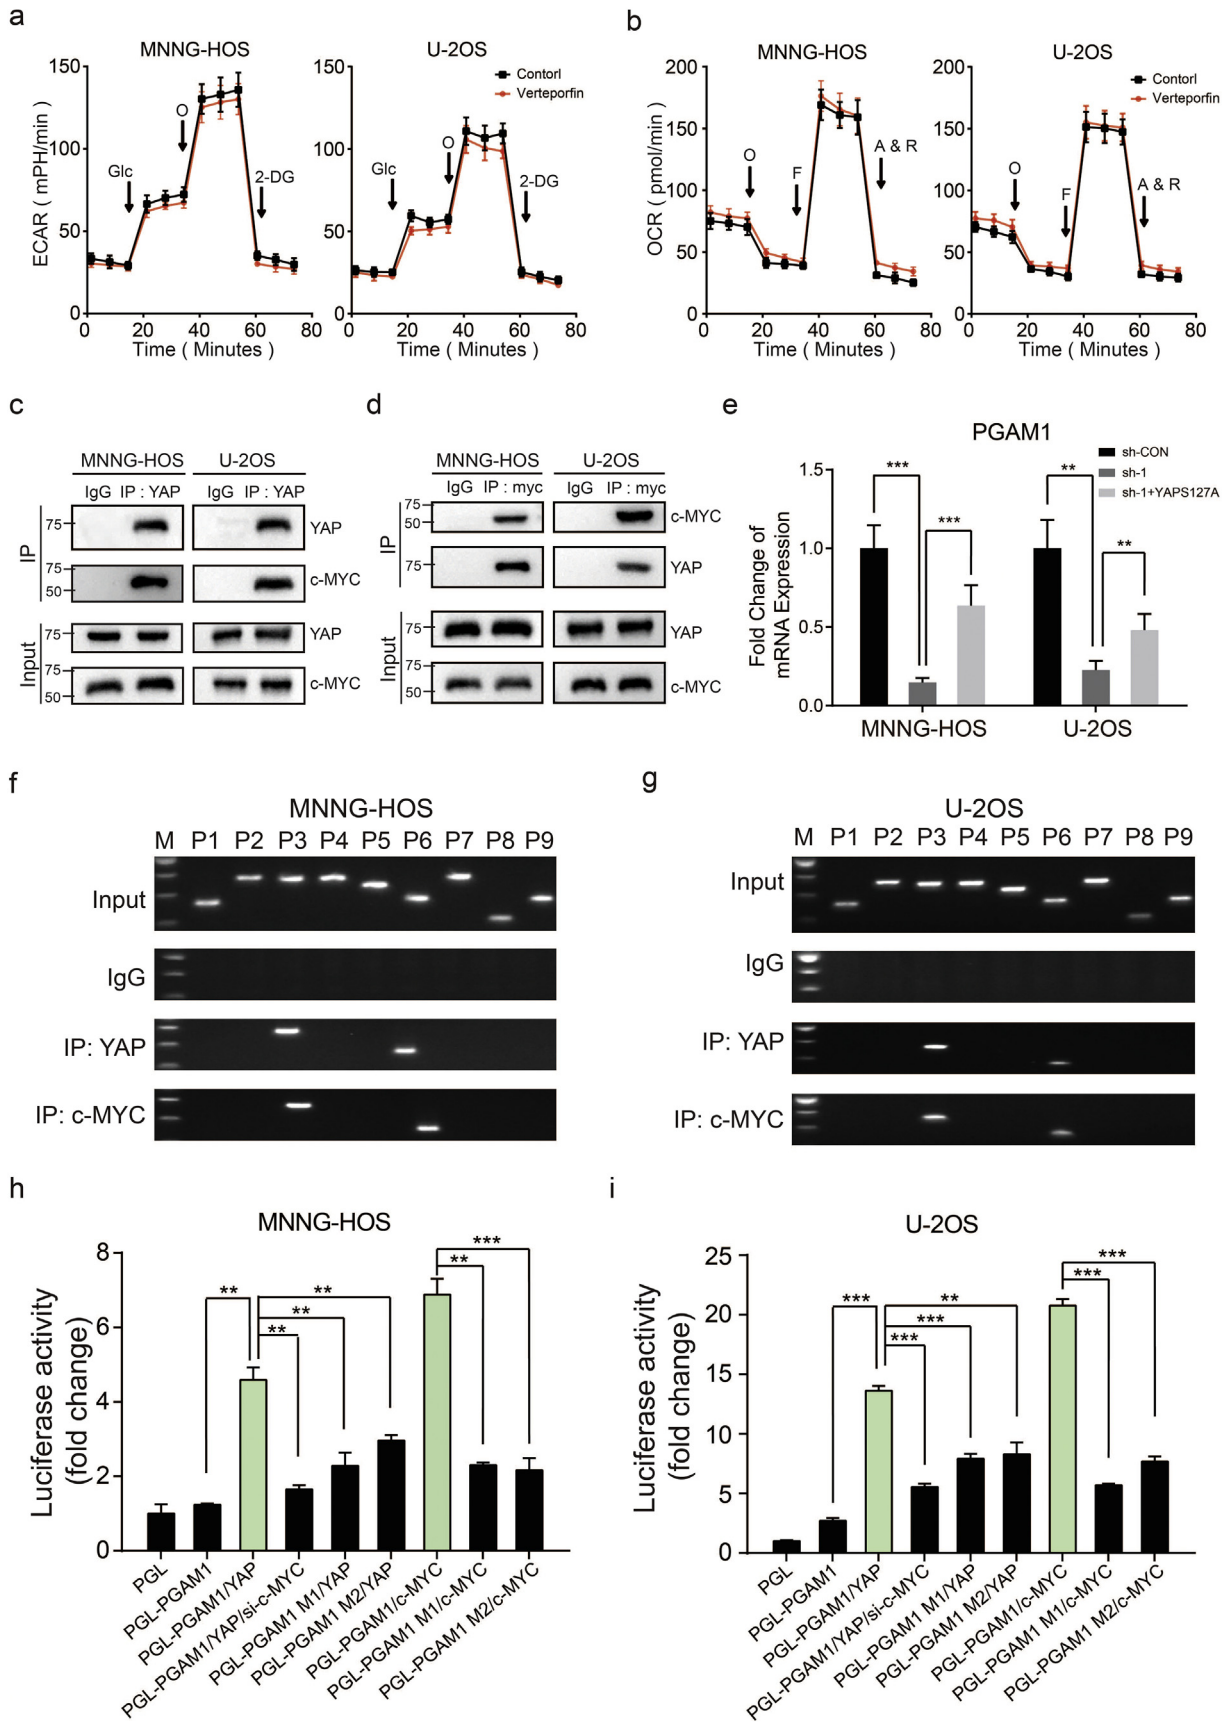 a
MNNG-HOS
U-2OS
ECAR ( mPH/min )
150
100
50
0
0 20 40 60 80
Time ( Minutes )
Glc
O
2-DG
150
100
50
0
0 20 40 60 80
Time ( Minutes )
Glc
O
2-DG
Contorl
Verteporfin
b
MNNG-HOS
U-2OS
OCR ( pmol/min )
200
150
100
50
0
0 20 40 60 80
Time ( Minutes )
O
F
A & R
200
150
100
50
0
0 20 40 60 80
Time ( Minutes )
O
F
A & R
Contorl
Verteporfin
c
MNNG-HOS U-2OS
IgG IP : YAP IgG IP : YAP
IP
75 YAP
75
50
c-MYC
Input
75 YAP
75
50
c-MYC
d
MNNG-HOS U-2OS
IgG IP : myc IgG IP : myc
IP
75
50
c-MYC
75 YAP
Input
75 YAP
75
50
c-MYC
e
PGAM1
sh-CON
sh-1
sh-1+YAPS127A
Fold Change of
mRNA Expression
1.5
1.0
0.5
0.0
*** *** ** **
MNNG-HOS U-2OS
f
MNNG-HOS
M P1 P2 P3 P4 P5 P6 P7 P8 P9
Input
IgG
IP: YAP
IP: c-MYC
g
U-2OS
M P1 P2 P3 P4 P5 P6 P7 P8 P9
Input
IgG
IP: YAP
IP: c-MYC
h
MNNG-HOS
Luciferase activity
(fold change)
8
6
4
2
0
** ** ** ** ** ***
PGL
PGL-PGAM1
PGL-PGAM1/YAP
PGL-PGAM1/YAP/si-c-MYC
PGL-PGAM1 M1/YAP
PGL-PGAM1 M2/YAP
PGL-PGAM1/c-MYC
PGL-PGAM1 M1/c-MYC
PGL-PGAM1 M2/c-MYC
i
U-2OS
Luciferase activity
(fold change)
25
20
15
10
5
0
*** *** *** ** *** ***
PGL
PGL-PGAM1
PGL-PGAM1/YAP
PGL-PGAM1/YAP/si-c-MYC
PGL-PGAM1 M1/YAP
PGL-PGAM1 M2/YAP
PGL-PGAM1/c-MYC
PGL-PGAM1 M1/c-MYC
PGL-PGAM1 M2/c-MYC